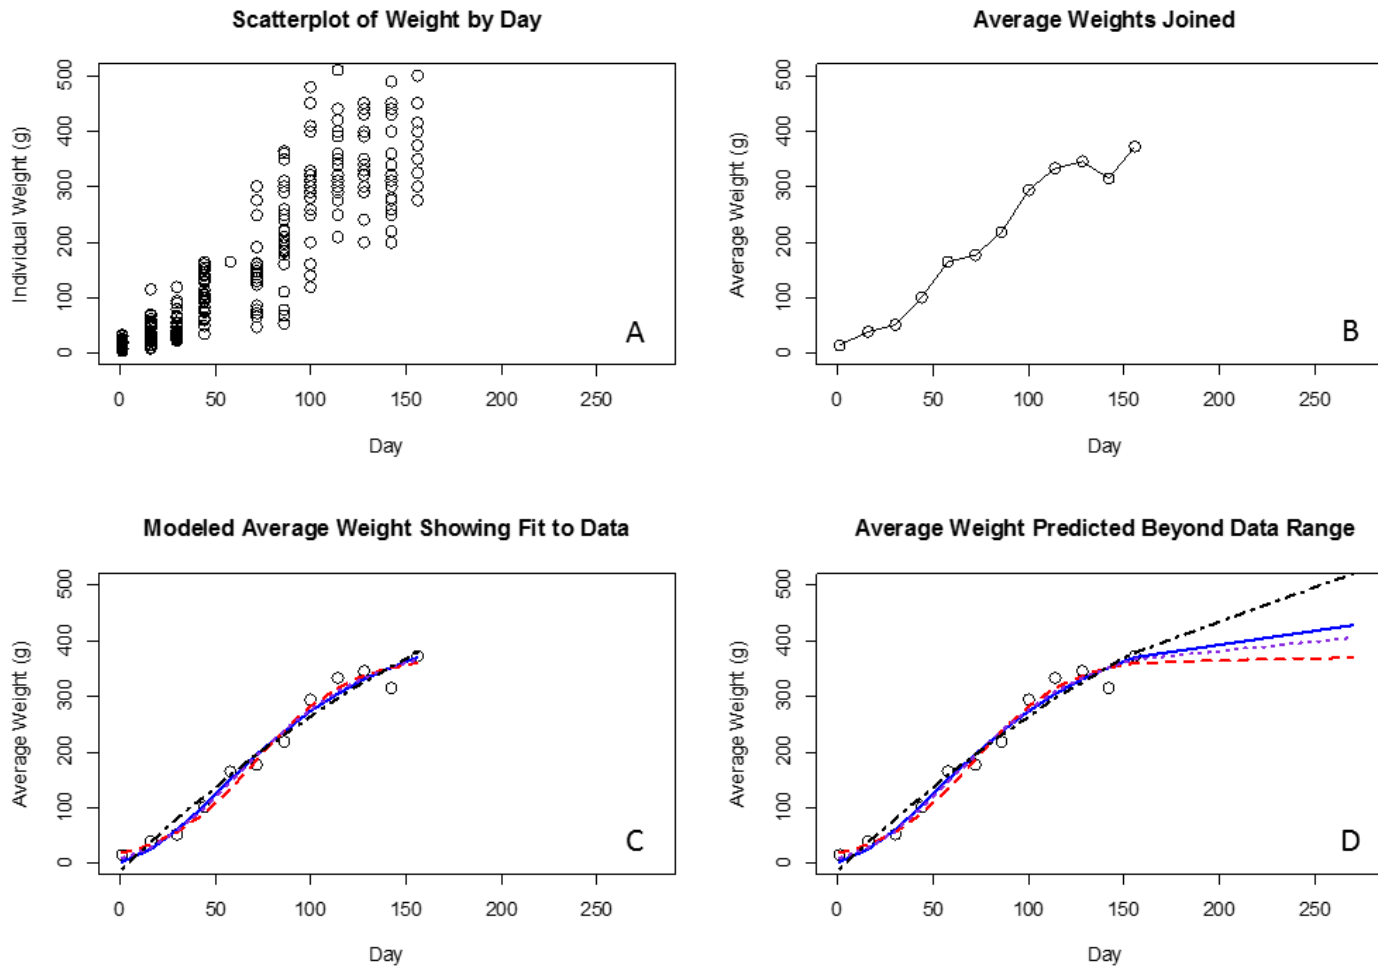 Scatterplot of Weight by Day
Individual Weight (g)
500
400
300
200
100
0
A
0 50 100 150 200 250
Day
Average Weights Joined
Average Weight (g)
500
400
300
200
100
0
B
0 50 100 150 200 250
Day
Modeled Average Weight Showing Fit to Data
Average Weight (g)
500
400
300
200
100
0
C
0 50 100 150 200 250
Day
Average Weight Predicted Beyond Data Range
Average Weight (g)
500
400
300
200
100
0
D
0 50 100 150 200 250
Day